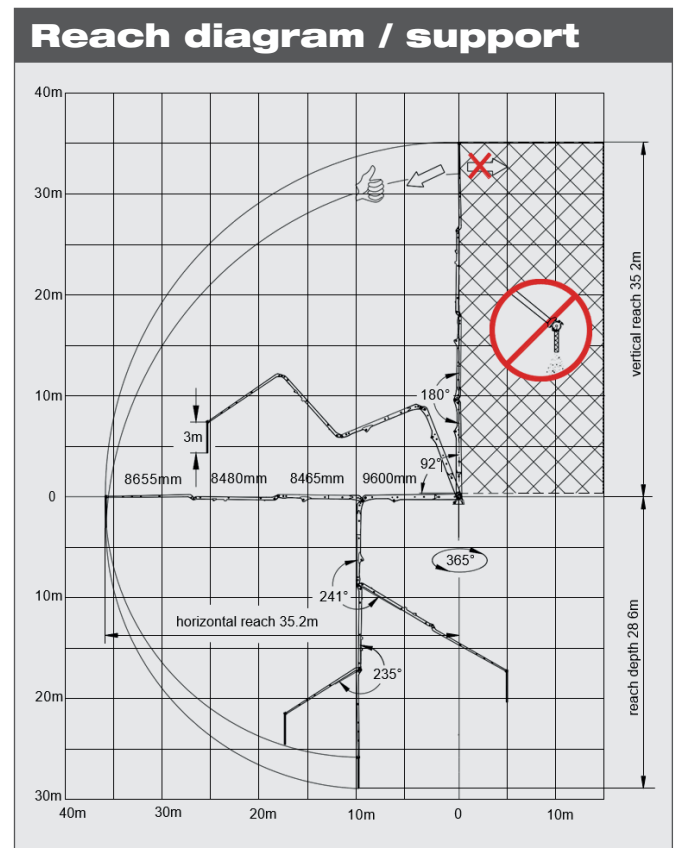 Reach diagram / support
40m
30m
20m
10m
0
10m
20m
30m
180°
92°
3m
8655mm 8480mm 8465mm 9600mm
365°
241°
horizontal reach 35.2m
235°
vertical reach 35 2m
reach depth 28 6m
40m 30m 20m 10m 0 10m